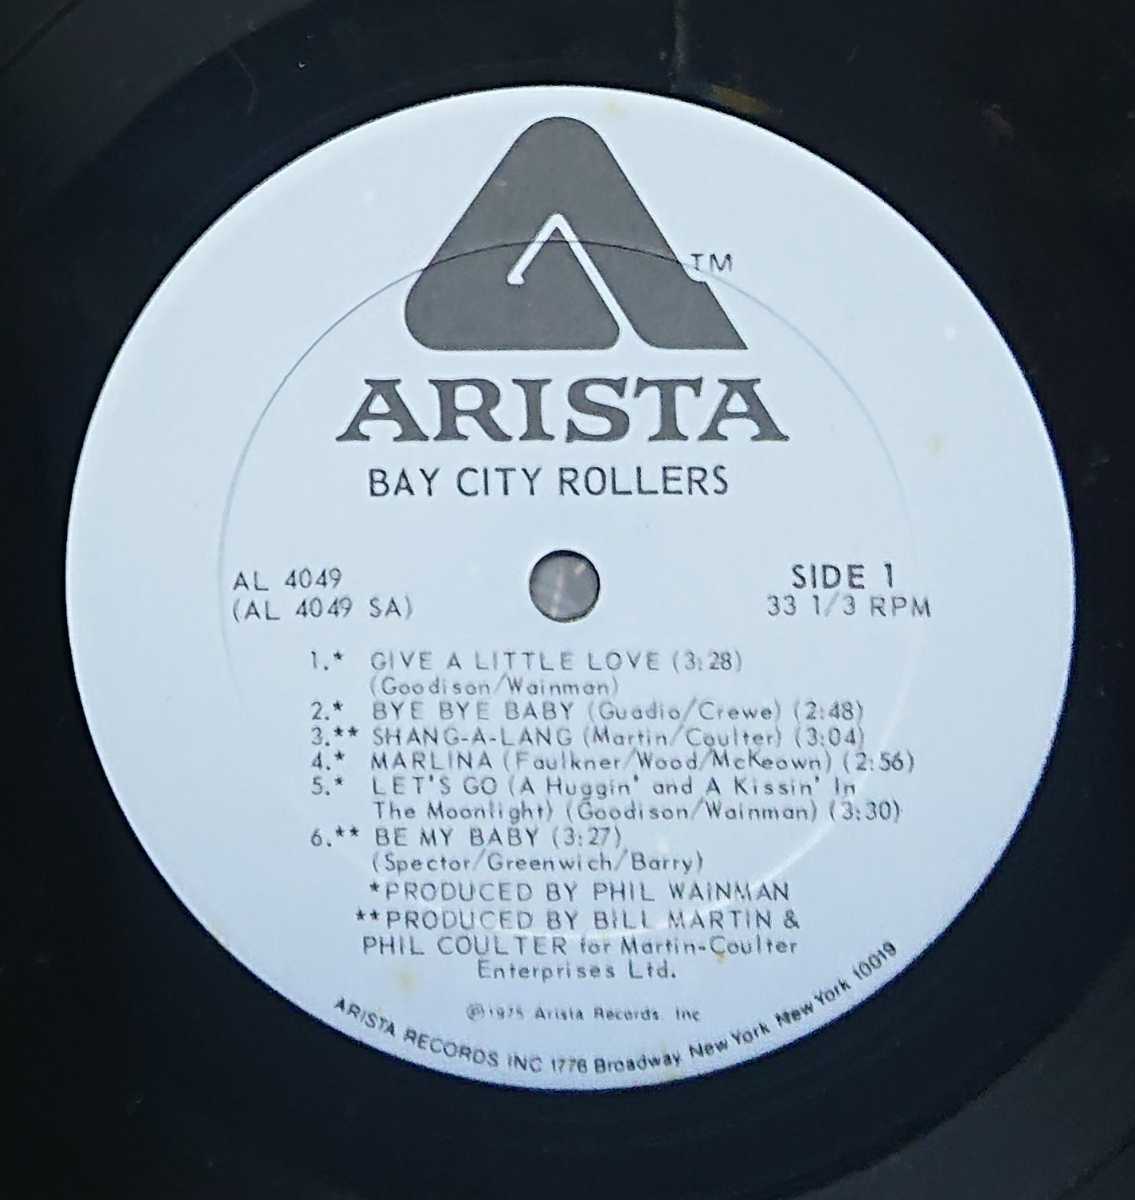 TM
ARISTA
BAY CITY ROLLERS
AL 4049
(AL 4049 SA)
SIDE 1
33 1/3 RPM
1.* GIVE A LITTLE LOVE (3:28)
(Goodison/Wainman)
2.* BYE BYE BABY (Guadio/Crewe) (2:48)
3.** SHANG-A-LANG (Martin/Coulter) (3:04)
4.* MARLINA (Faulkner/Wood/McKeown) (2:56)
5.* LET'S GO (A Huggin' and A Kissin' In
The Moonlight) (Goodison/Wainman) (3:30)
6.** BE MY BABY (3:27)
(Spector/Greenwich/Barry)
*PRODUCED BY PHIL WAINMAN
**PRODUCED BY BILL MARTIN &
PHIL COULTER for Martin-Coulter
Enterprises Ltd.
℗1975 Arista Records, Inc
ARISTA RECORDS INC 1776 Broadway New York New York 10019